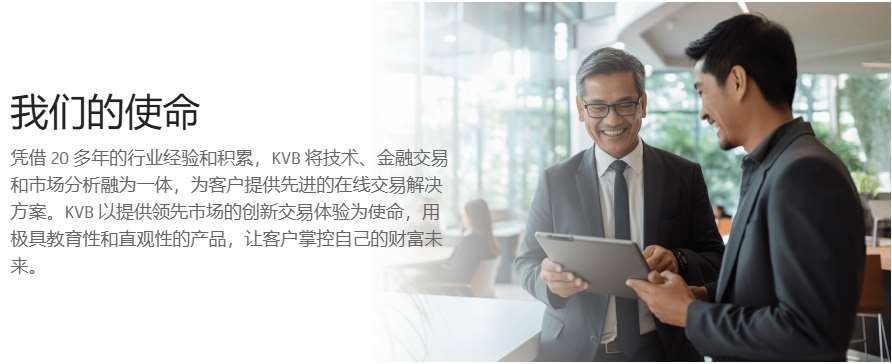 我们的使命
凭借 20 多年的行业经验和积累，KVB 将技术、金融交易
和市场分析融为一体，为客户提供先进的在线交易解决
方案。KVB 以提供领先市场的创新交易体验为使命，用
极具教育性和直观性的产品，让客户掌控自己的财富未
来。